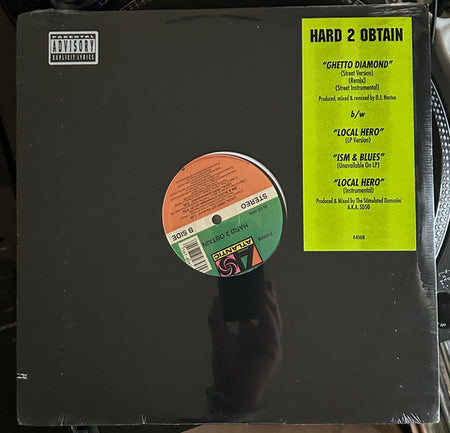 PARENTAL
ADVISORY
EXPLICIT LYRICS
HARD 2 OBTAIN
"GHETTO DIAMOND"
(Street Version)
(Remix)
(Street Instrumental)
Produced, mixed & remixed by D.J. Nastee
b/w
"LOCAL HERO"
(LP Version)
"ISM & BLUES"
(Unavailable On LP)
"LOCAL HERO"
(Instrumental)
Produced & Mixed by The Stimulated Dummies
A.K.A. SD50
STEREO
B SIDE
HARD 2 OBTAIN
ATLANTIC